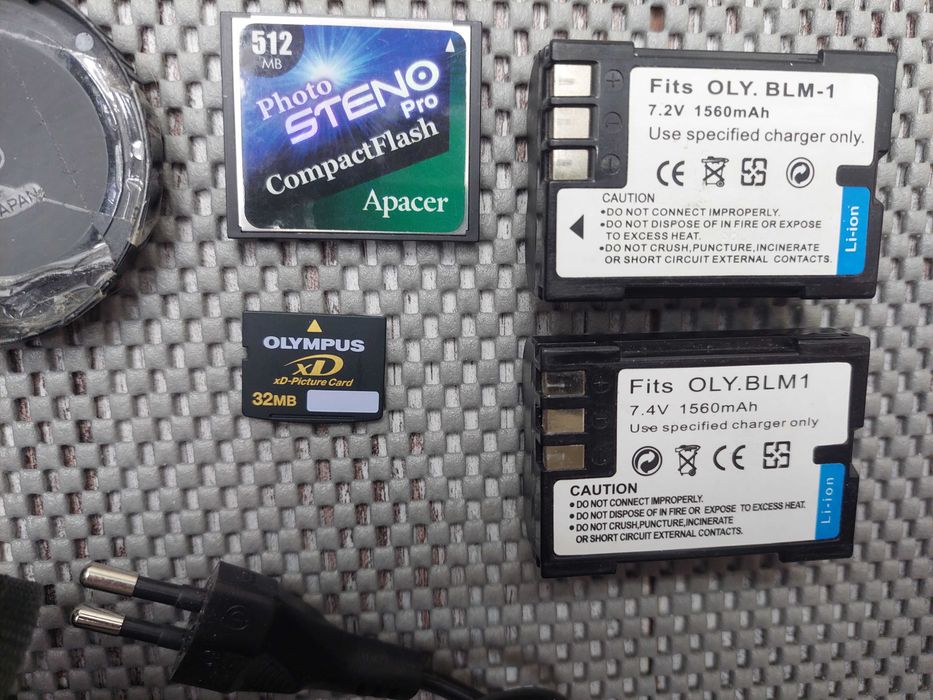 JAPAN
512
MB
Photo
STENO
Pro
CompactFlash
Apacer
OLYMPUS
xD
xD-Picture Card
32MB
+
−
Fits OLY. BLM-1
7.2V 1560mAh
Use specified charger only.
CE
CAUTION
•DO NOT CONNECT IMPROPERLY.
•DO NOT DISPOSE OF IN FIRE OR EXPOSE
TO EXCESS HEAT.
•DO NOT CRUSH,PUNCTURE, INCINERATE
OR SHORT CIRCUIT EXTERNAL CONTACTS.
Li-ion
Fits OLY.BLM1
7.4V 1560mAh
Use specified charger only
CE
CAUTION
•DO NOT CONNECT IMPROPERLY.
•DO NOT DISPOSE OF IN FIRE OR EXPOSE TO EXCESS HEAT.
•DO NOT CRUSH,PUNCTURE,INCINERATE
OR SHORT CIRCUIT EXTERNAL CONTACTS.
Li-ion